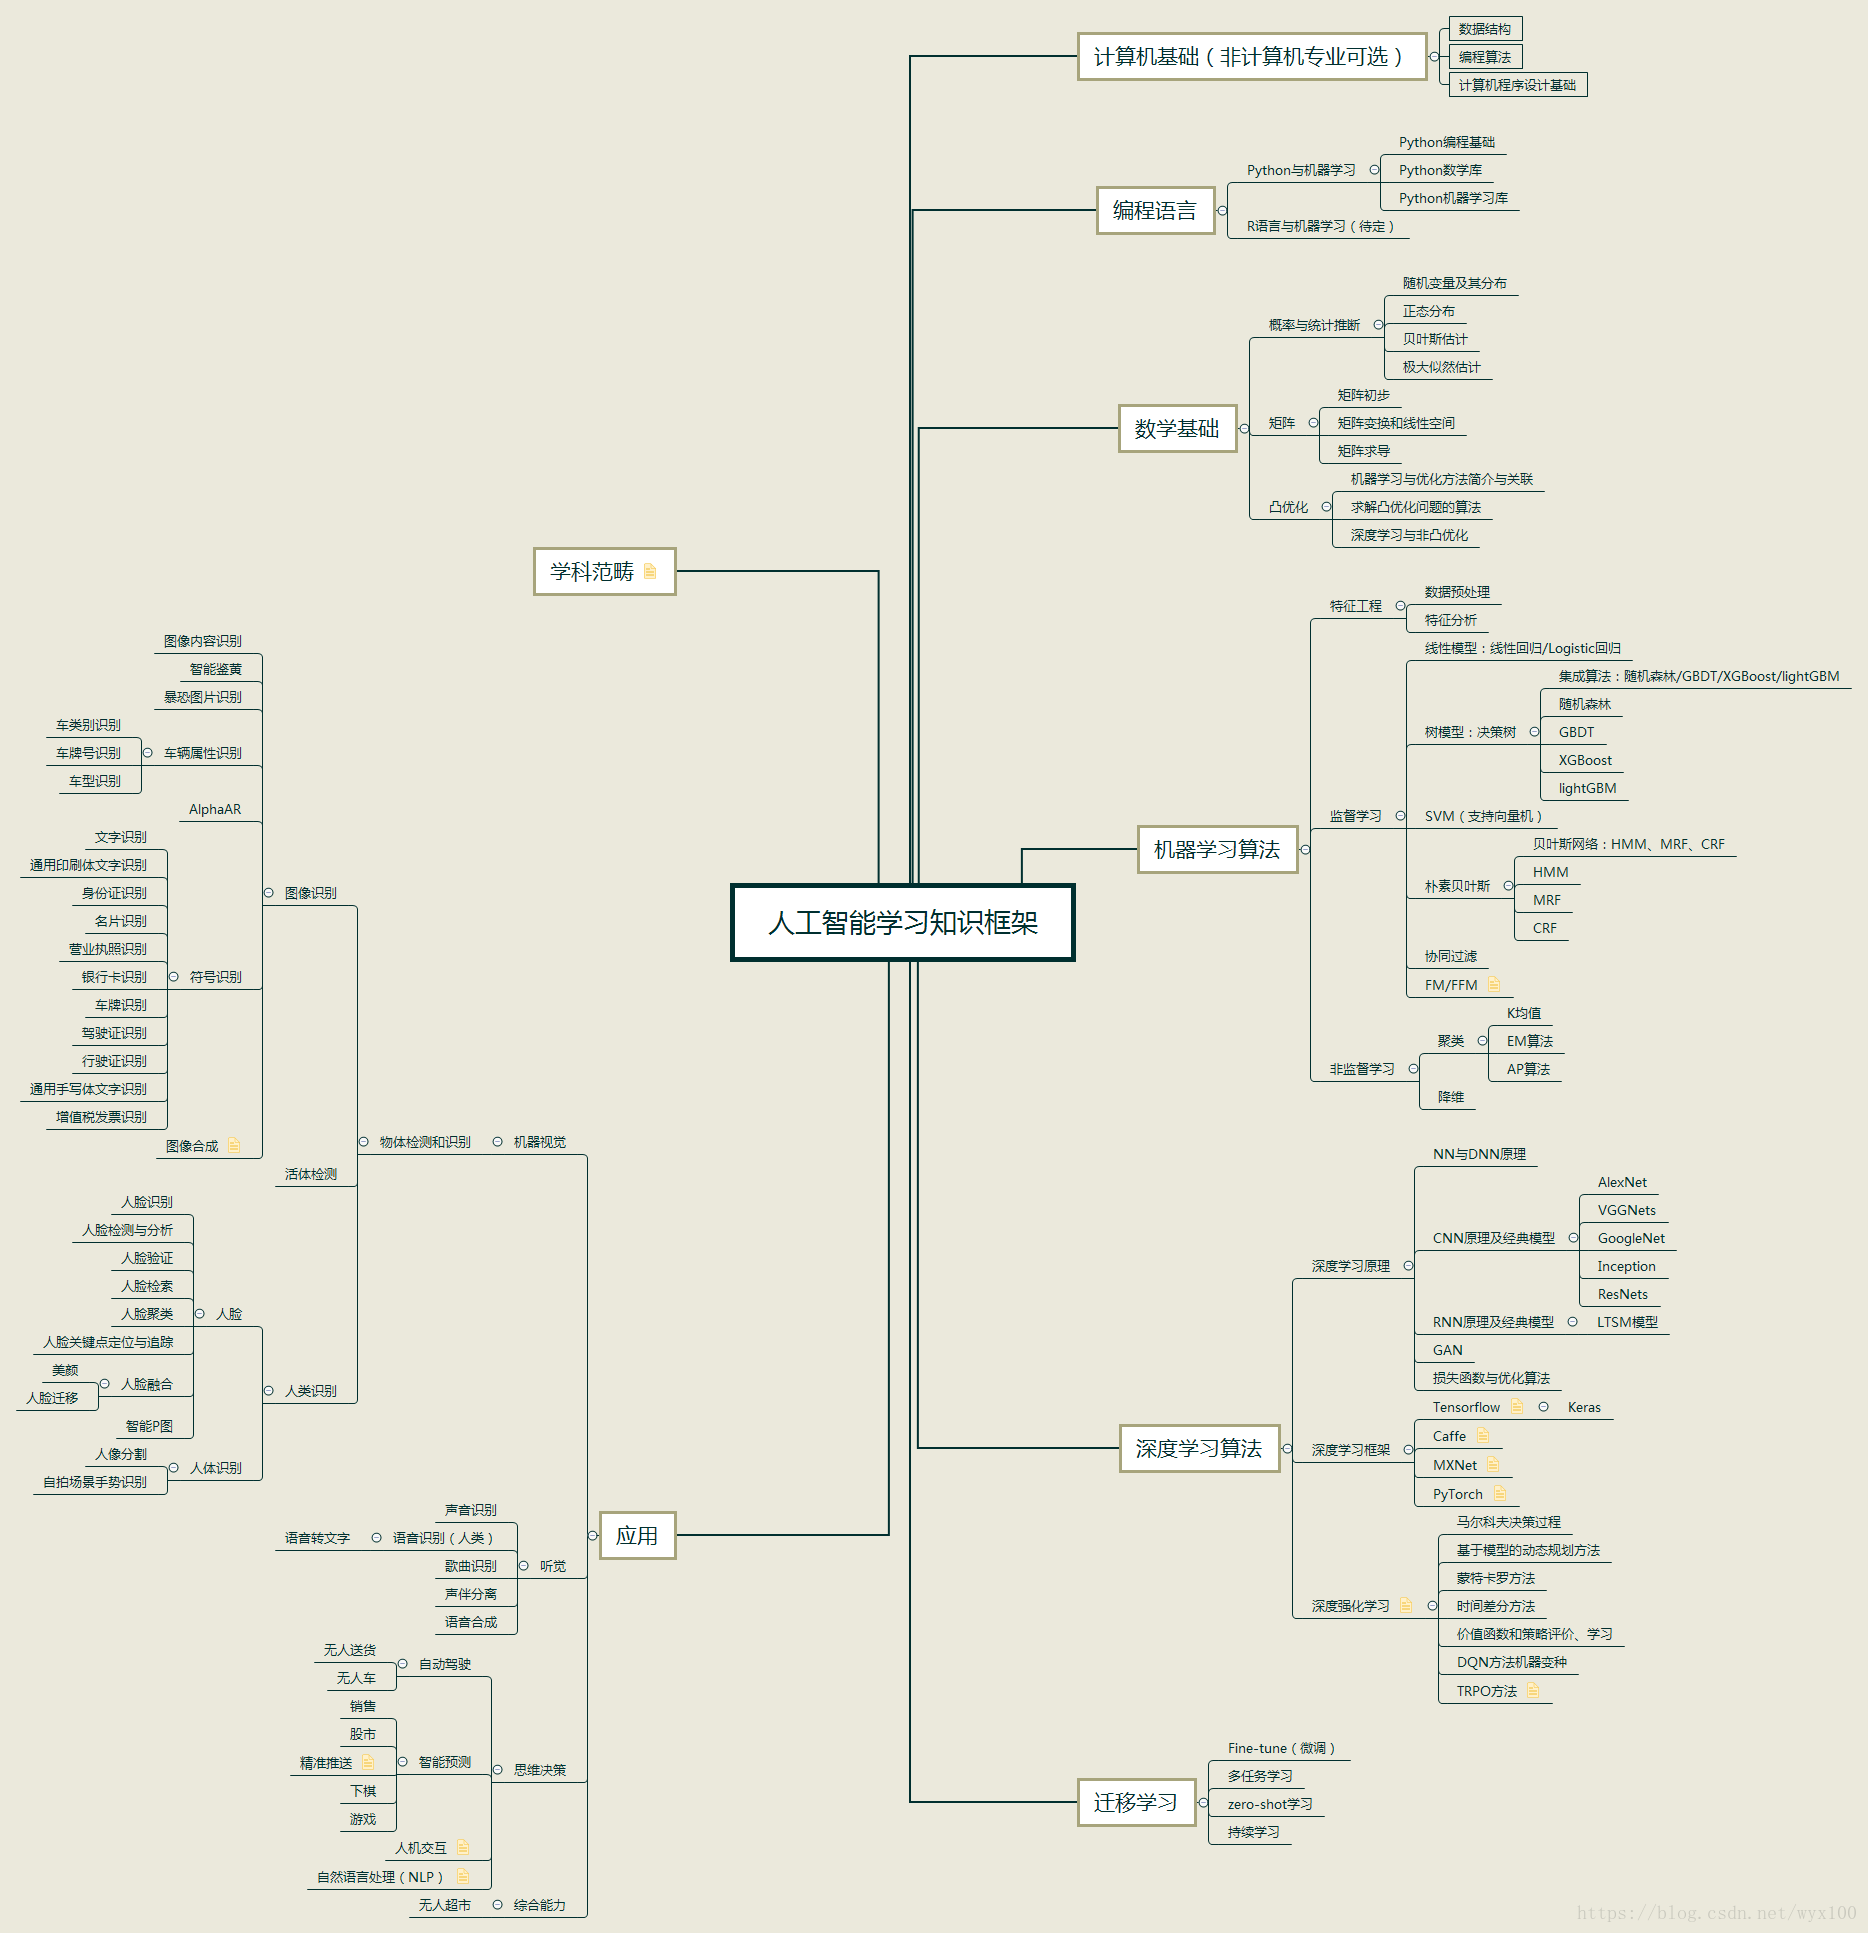 人工智能学习知识框架
计算机基础（非计算机专业可选）
数据结构
编程算法
计算机程序设计基础
编程语言
Python与机器学习
Python编程基础
Python数学库
Python机器学习库
R语言与机器学习（待定）
数学基础
概率与统计推断
随机变量及其分布
正态分布
贝叶斯估计
极大似然估计
矩阵
矩阵初步
矩阵变换和线性空间
矩阵求导
凸优化
机器学习与优化方法简介与关联
求解凸优化问题的算法
深度学习与非凸优化
机器学习算法
特征工程
数据预处理
特征分析
监督学习
线性模型：线性回归/Logistic回归
树模型：决策树
集成算法：随机森林/GBDT/XGBoost/lightGBM
随机森林
GBDT
XGBoost
lightGBM
SVM（支持向量机）
朴素贝叶斯
贝叶斯网络：HMM、MRF、CRF
HMM
MRF
CRF
协同过滤
FM/FFM
非监督学习
聚类
K均值
EM算法
AP算法
降维
深度学习算法
深度学习原理
NN与DNN原理
CNN原理及经典模型
AlexNet
VGGNets
GoogleNet
Inception
ResNets
RNN原理及经典模型
LTSM模型
GAN
损失函数与优化算法
深度学习框架
Tensorflow
Keras
Caffe
MXNet
PyTorch
深度强化学习
马尔科夫决策过程
基于模型的动态规划方法
蒙特卡罗方法
时间差分方法
价值函数和策略评价、学习
DQN方法机器变种
TRPO方法
迁移学习
Fine-tune（微调）
多任务学习
zero-shot学习
持续学习
学科范畴
应用
机器视觉
物体检测和识别
图像识别
图像内容识别
智能鉴黄
暴恐图片识别
车辆属性识别
车类别识别
车牌号识别
车型识别
AlphaAR
符号识别
文字识别
通用印刷体文字识别
身份证识别
名片识别
营业执照识别
银行卡识别
车牌识别
驾驶证识别
行驶证识别
通用手写体文字识别
增值税发票识别
图像合成
活体检测
人类识别
人脸
人脸识别
人脸检测与分析
人脸验证
人脸检索
人脸聚类
人脸关键点定位与追踪
人脸融合
美颜
人脸迁移
智能P图
人体识别
人像分割
自拍场景手势识别
听觉
声音识别
语音识别（人类）
语音转文字
歌曲识别
声伴分离
语音合成
思维决策
自动驾驶
无人送货
无人车
智能预测
销售
股市
精准推送
下棋
游戏
人机交互
自然语言处理（NLP）
综合能力
无人超市
https://blog.csdn.net/wyx100